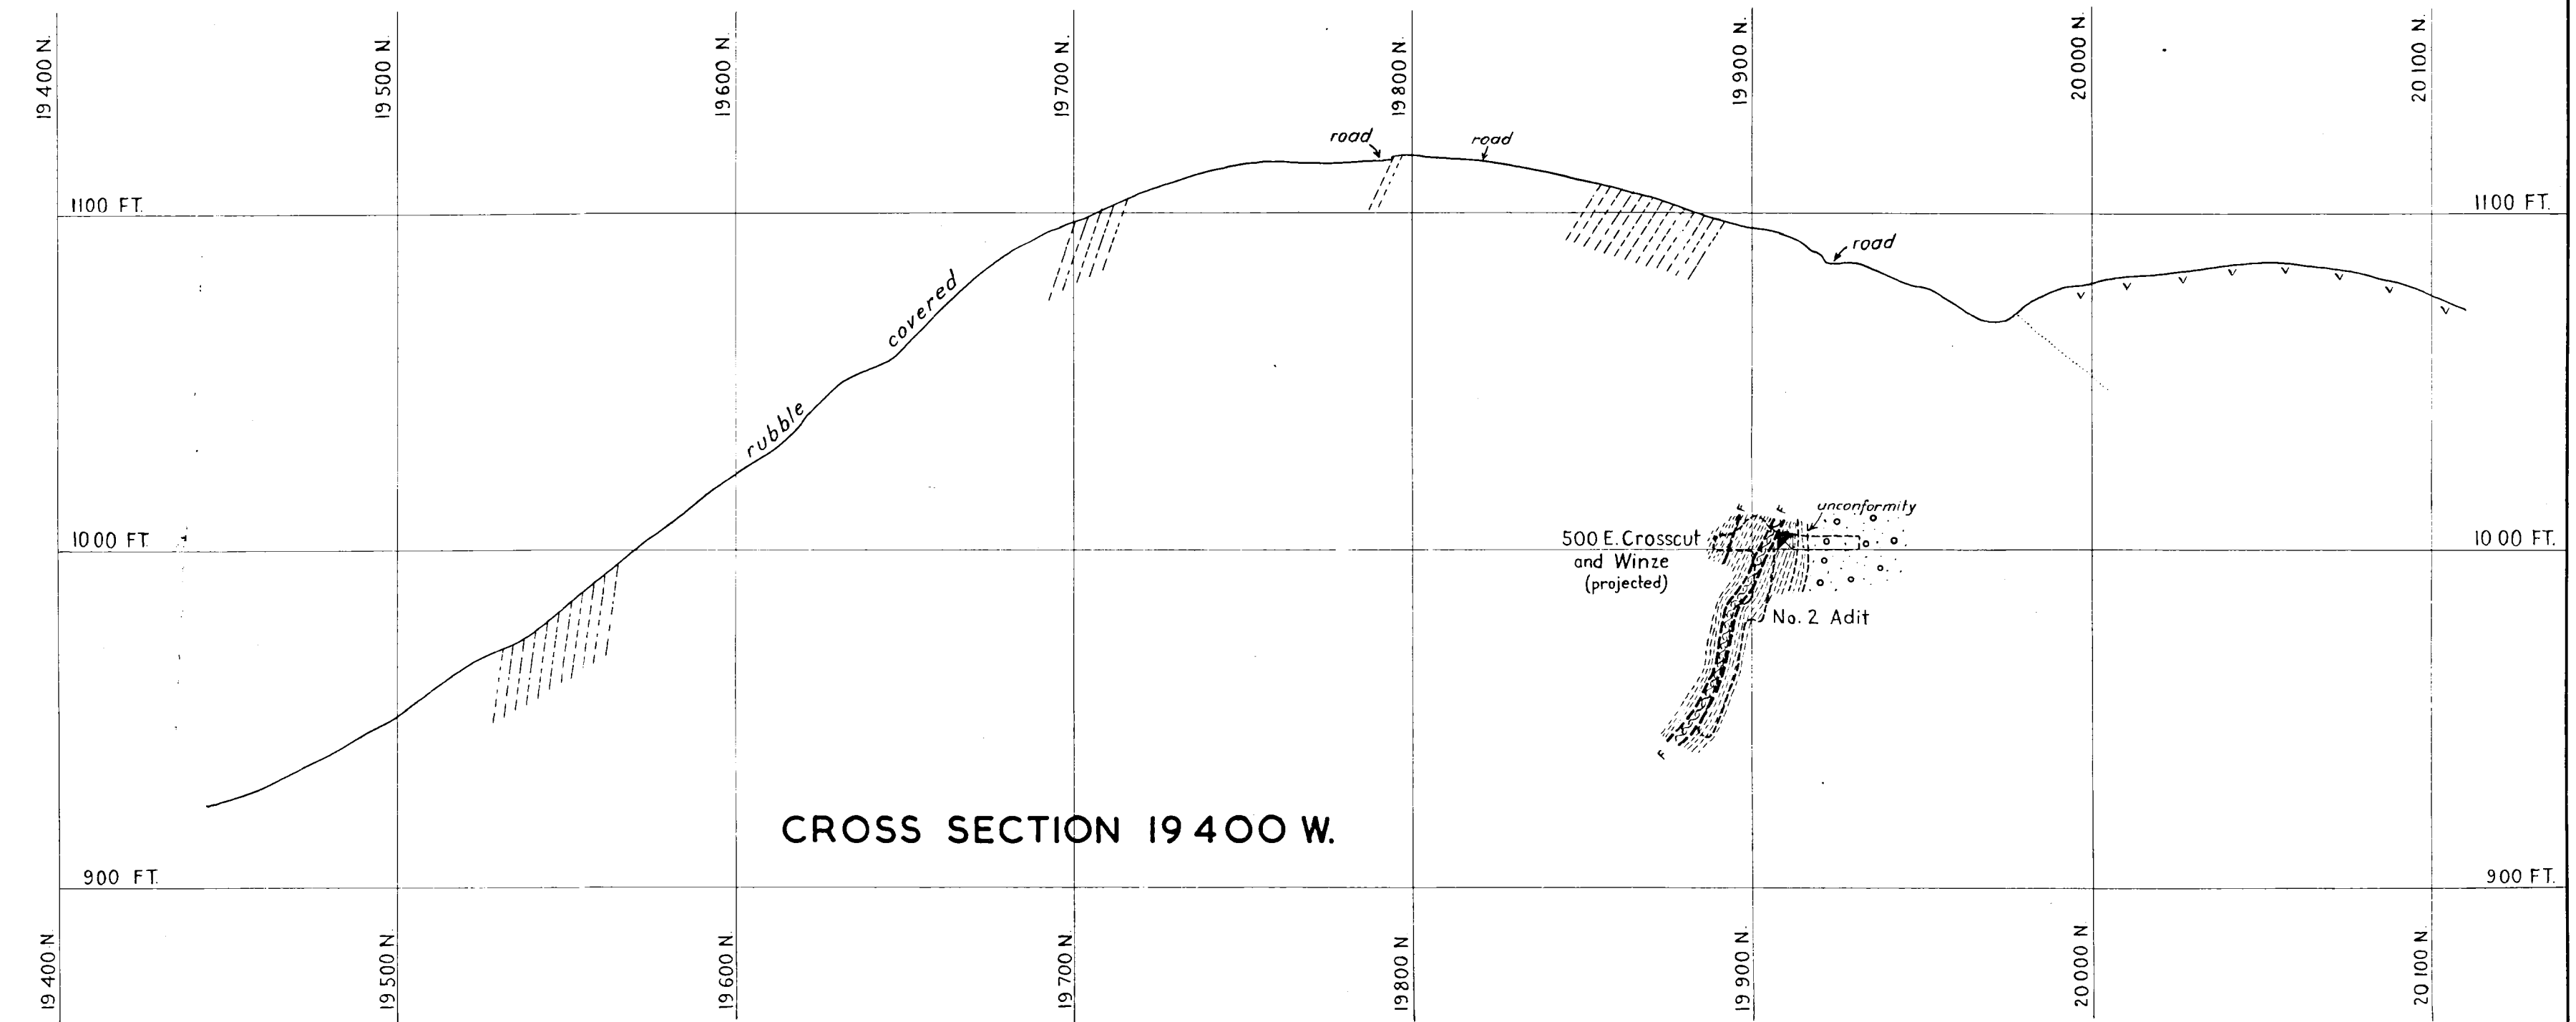 19 400 N.
19 500 N.
19 600 N.
19 700 N.
19 800 N.
19 900 N.
20 000 N.
20 100 N.
road
road
1100 FT.
1100 FT.
road
covered
rubble
F
F
unconformity
1000 FT
500 E. Crosscut
and Winze
(projected)
1000 FT.
No. 2 Adit
F
CROSS SECTION 19 400 W.
900 FT.
900 FT.
19 400 N
19 500 N.
19 600 N.
19 700 N.
19 800 N
19 900 N.
20 000 N.
20 100 N.